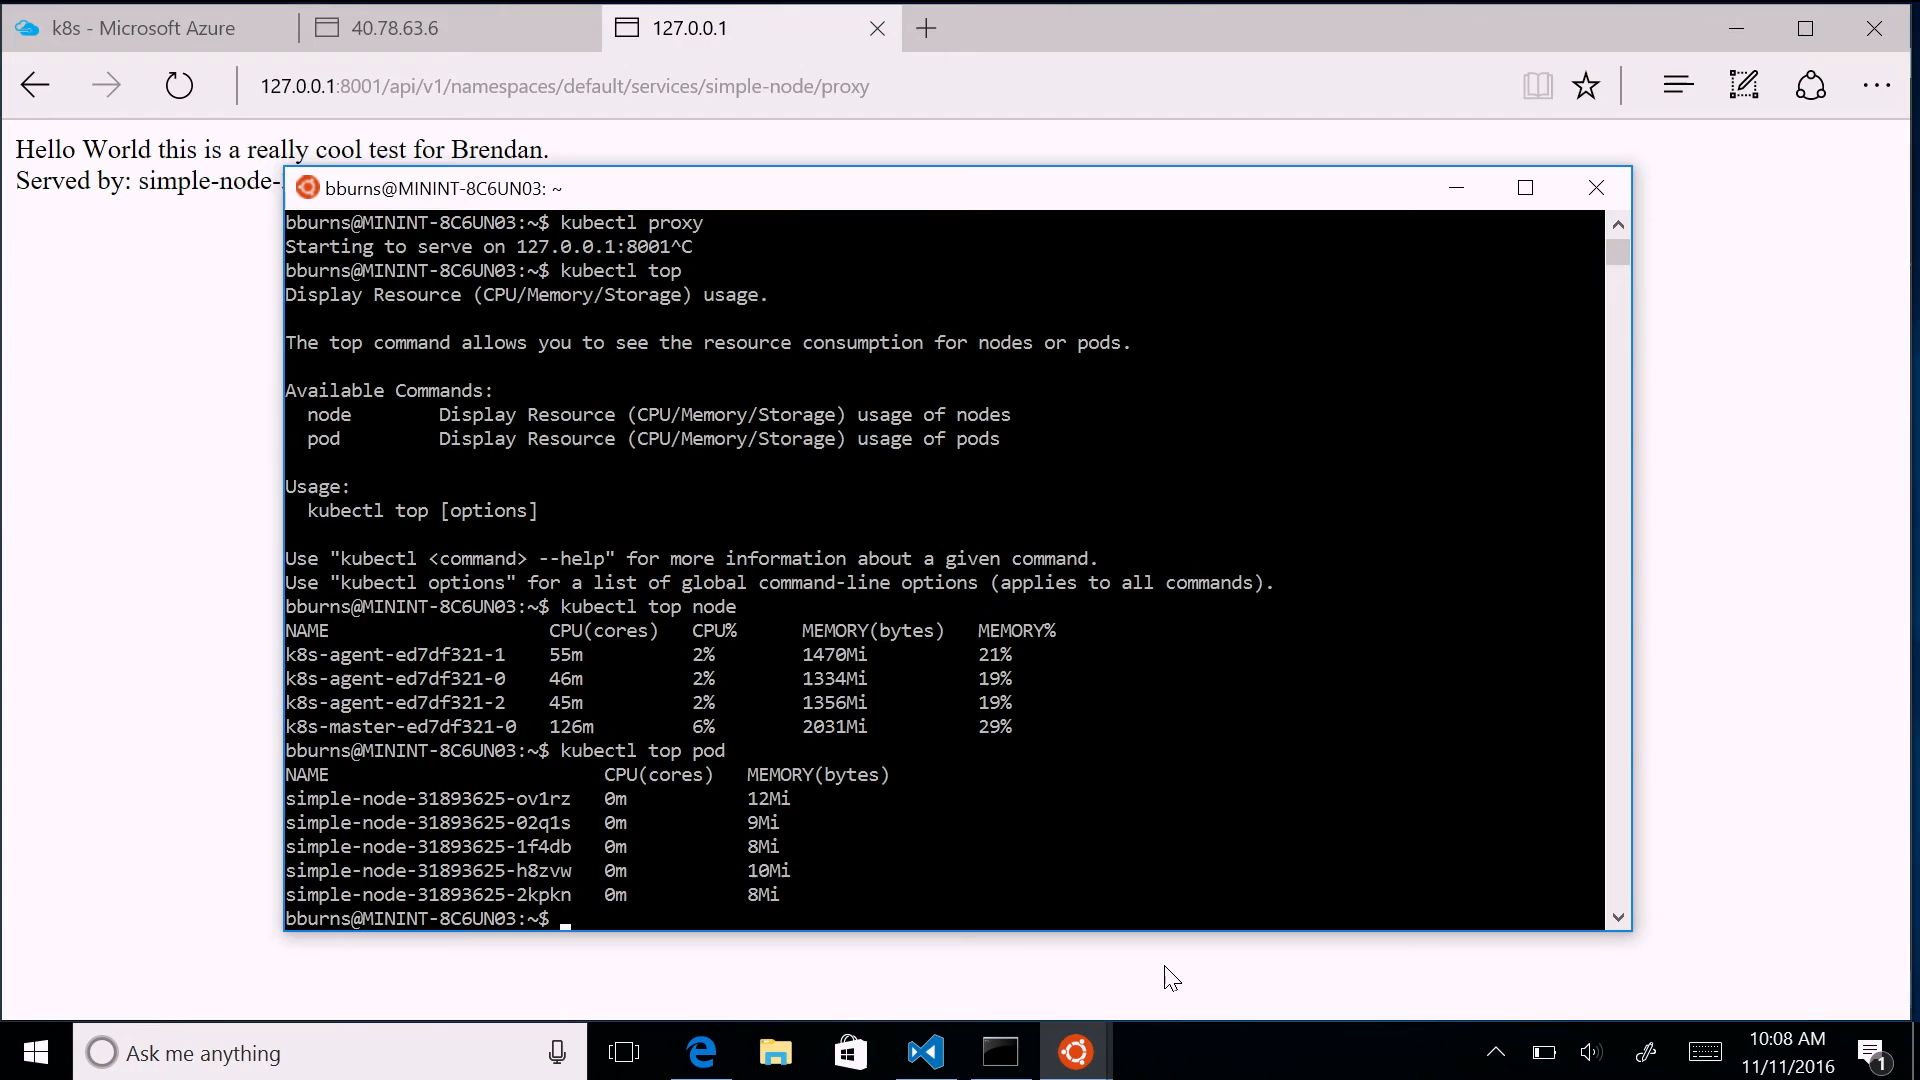 k8s - Microsoft Azure
40.78.63.6
127.0.0.1
127.0.0.1:8001/api/v1/namespaces/default/services/simple-node/proxy
Hello World this is a really cool test for Brendan.
Served by: simple-node-
bburns@MININT-8C6UN03: ~
bburns@MININT-8C6UN03:~$ kubectl proxy
Starting to serve on 127.0.0.1:8001^C
bburns@MININT-8C6UN03:~$ kubectl top
Display Resource (CPU/Memory/Storage) usage.
The top command allows you to see the resource consumption for nodes or pods.
Available Commands:
node Display Resource (CPU/Memory/Storage) usage of nodes
pod Display Resource (CPU/Memory/Storage) usage of pods
Usage:
kubectl top [options]
Use "kubectl <command> --help" for more information about a given command.
Use "kubectl options" for a list of global command-line options (applies to all commands).
bburns@MININT-8C6UN03:~$ kubectl top node
NAME CPU(cores) CPU% MEMORY(bytes) MEMORY%
k8s-agent-ed7df321-1 55m 2% 1470Mi 21%
k8s-agent-ed7df321-0 46m 2% 1334Mi 19%
k8s-agent-ed7df321-2 45m 2% 1356Mi 19%
k8s-master-ed7df321-0 126m 6% 2031Mi 29%
bburns@MININT-8C6UN03:~$ kubectl top pod
NAME CPU(cores) MEMORY(bytes)
simple-node-31893625-ov1rz 0m 12Mi
simple-node-31893625-02q1s 0m 9Mi
simple-node-31893625-1f4db 0m 8Mi
simple-node-31893625-h8zvw 0m 10Mi
simple-node-31893625-2kpkn 0m 8Mi
bburns@MININT-8C6UN03:~$
Ask me anything
10:08 AM
11/11/2016
1